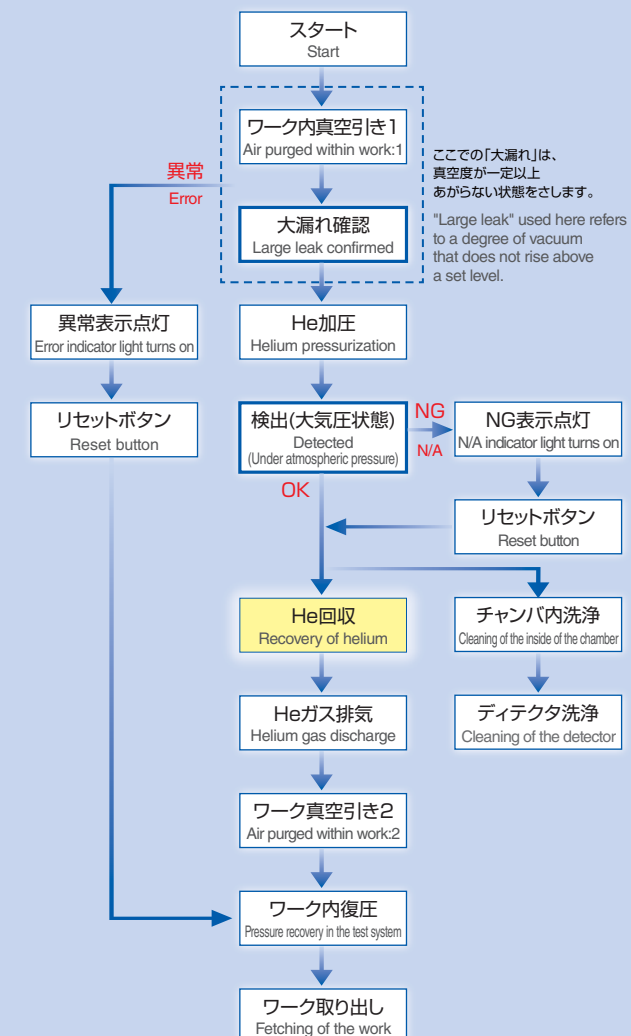 スタート
Start
ワーク内真空引き1
Air purged within work:1
ここでの「大漏れ」は、
真空度が一定以上
あがらない状態をさします。
"Large leak" used here refers
to a degree of vacuum
that does not rise above
a set level.
異常
Error
大漏れ確認
Large leak confirmed
異常表示点灯
Error indicator light turns on
He加圧
Helium pressurization
リセットボタン
Reset button
検出(大気圧状態)
Detected
(Under atmospheric pressure)
NG
N/A
NG表示点灯
N/A indicator light turns on
OK
リセットボタン
Reset button
He回収
Recovery of helium
チャンバ内洗浄
Cleaning of the inside of the chamber
Heガス排気
Helium gas discharge
ディテクタ洗浄
Cleaning of the detector
ワーク真空引き2
Air purged within work:2
ワーク内復圧
Pressure recovery in the test system
ワーク取り出し
Fetching of the work